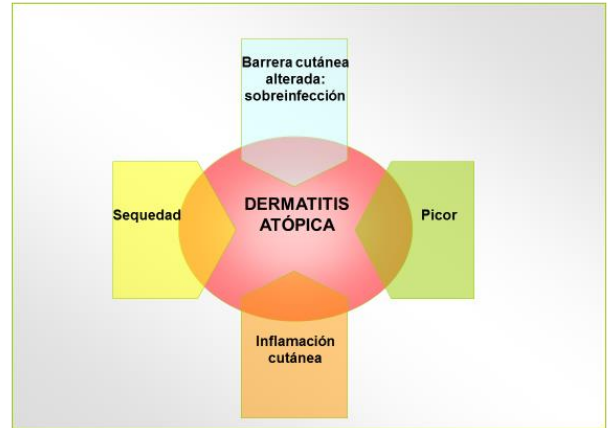 Barrera cutánea
alterada:
sobreinfección
Sequedad
DERMATITIS
ATÓPICA
Picor
Inflamación
cutánea